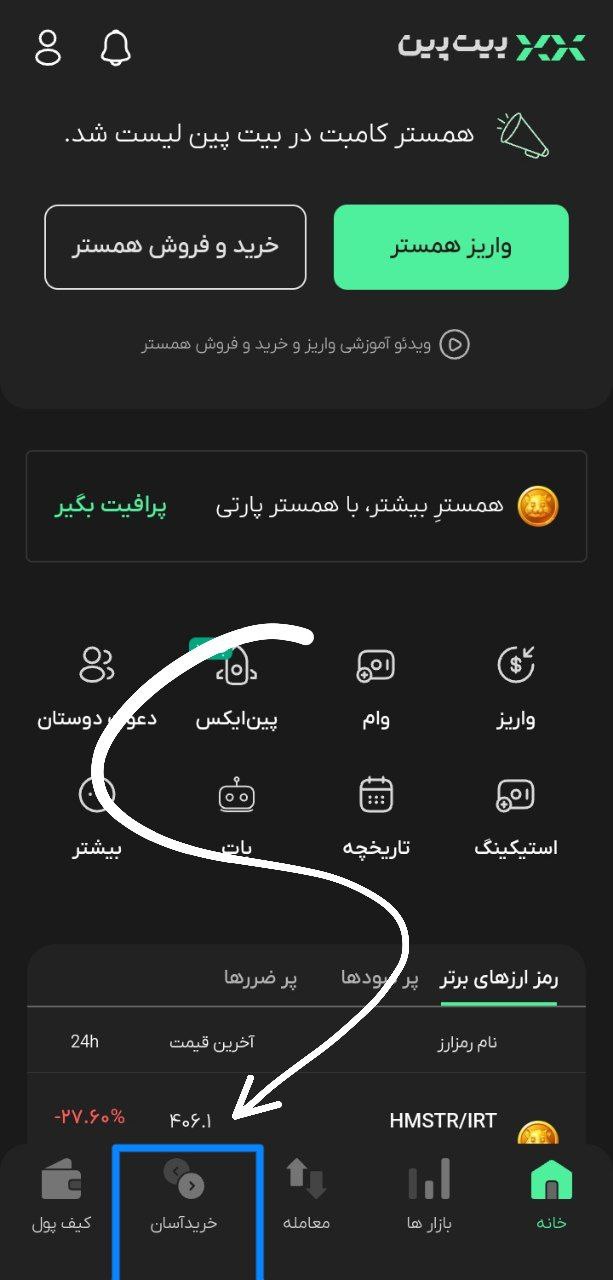 بیت‌پین
همستر کامبت در بیت پین لیست شد.
واریز همستر
خرید و فروش همستر
ویدئو آموزشی واریز و خرید و فروش همستر
همسترِ بیشتر، با همستر پارتی
پرافیت بگیر
واریز
وام
پین‌ایکس
دعوت دوستان
استیکینگ
تاریخچه
بات
بیشتر
رمز ارزهای برتر
پر سودها
پر ضررها
نام رمزارز
آخرین قیمت
24h
HMSTR/IRT
۴۰۶.۱
-۲۷.۶۰%
خانه
بازار ها
معامله
خریدآسان
کیف پول